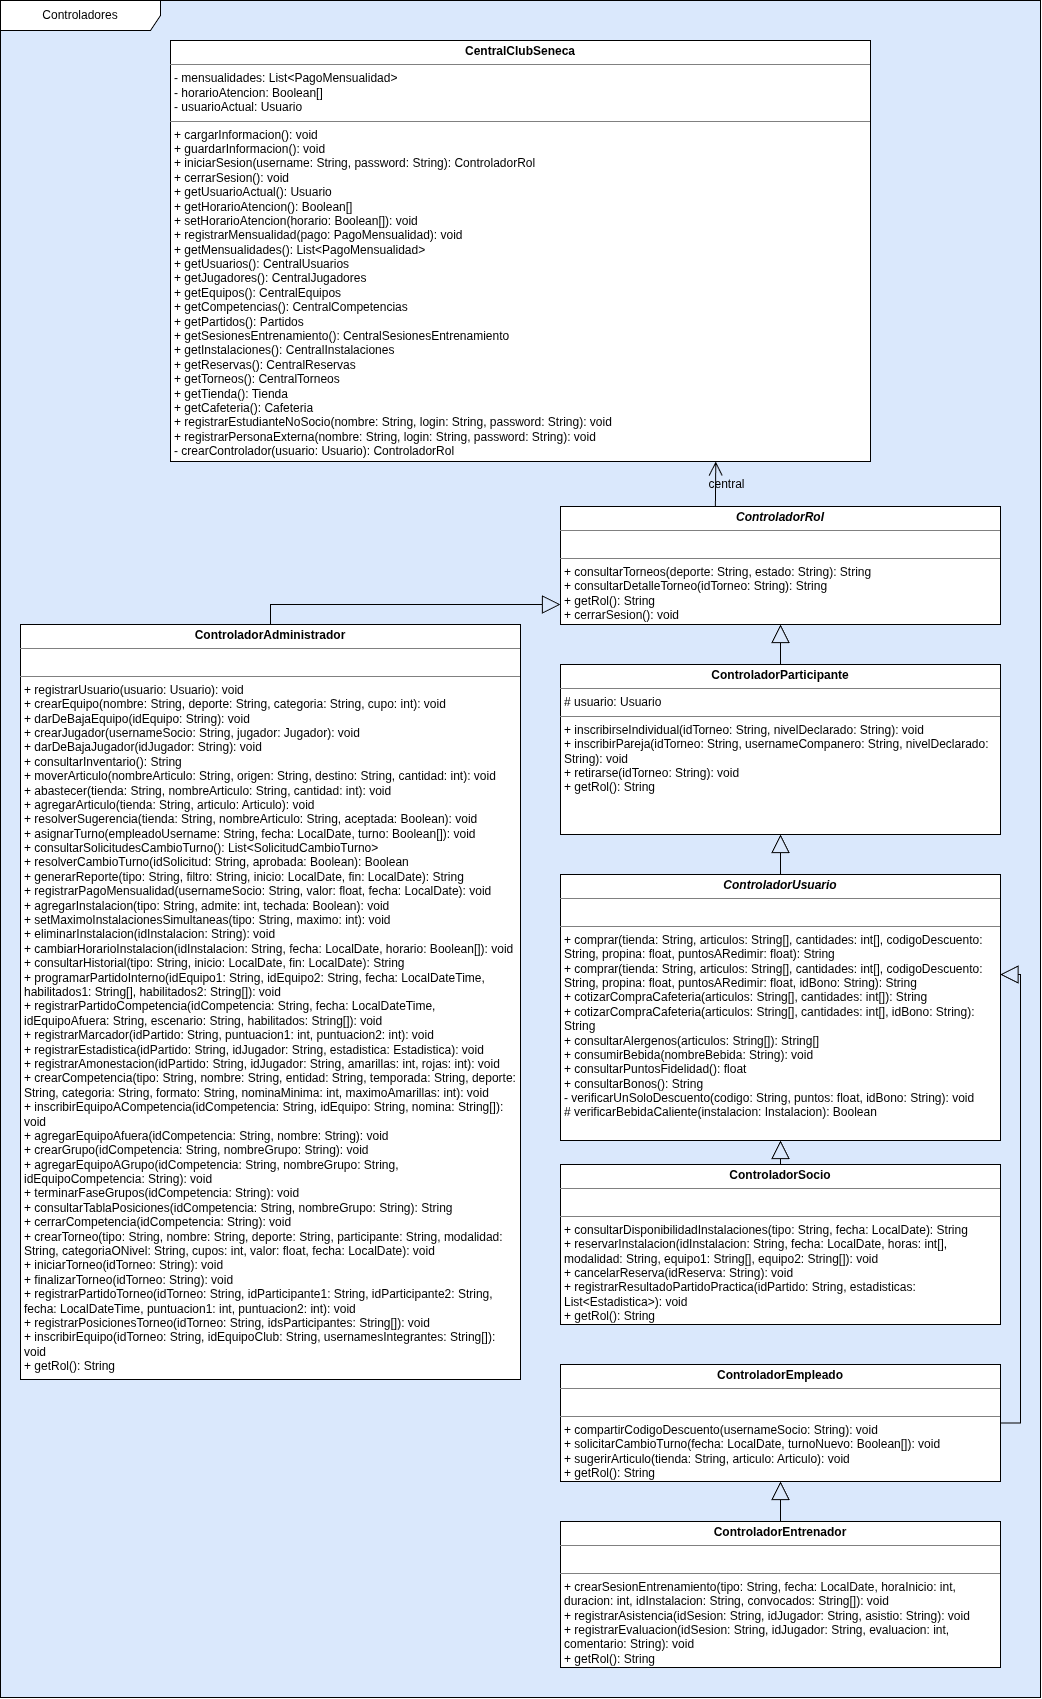 Controladores
CentralClubSeneca
- mensualidades: List<PagoMensualidad>
- horarioAtencion: Boolean[]
- usuarioActual: Usuario
+ cargarInformacion(): void
+ guardarInformacion(): void
+ iniciarSesion(username: String, password: String): ControladorRol
+ cerrarSesion(): void
+ getUsuarioActual(): Usuario
+ getHorarioAtencion(): Boolean[]
+ setHorarioAtencion(horario: Boolean[]): void
+ registrarMensualidad(pago: PagoMensualidad): void
+ getMensualidades(): List<PagoMensualidad>
+ getUsuarios(): CentralUsuarios
+ getJugadores(): CentralJugadores
+ getEquipos(): CentralEquipos
+ getCompetencias(): CentralCompetencias
+ getPartidos(): Partidos
+ getSesionesEntrenamiento(): CentralSesionesEntrenamiento
+ getInstalaciones(): CentralInstalaciones
+ getReservas(): CentralReservas
+ getTorneos(): CentralTorneos
+ getTienda(): Tienda
+ getCafeteria(): Cafeteria
+ registrarEstudianteNoSocio(nombre: String, login: String, password: String): void
+ registrarPersonaExterna(nombre: String, login: String, password: String): void
- crearControlador(usuario: Usuario): ControladorRol
central
ControladorRol
+ consultarTorneos(deporte: String, estado: String): String
+ consultarDetalleTorneo(idTorneo: String): String
+ getRol(): String
+ cerrarSesion(): void
ControladorAdministrador
+ registrarUsuario(usuario: Usuario): void
+ crearEquipo(nombre: String, deporte: String, categoria: String, cupo: int): void
+ darDeBajaEquipo(idEquipo: String): void
+ crearJugador(usernameSocio: String, jugador: Jugador): void
+ darDeBajaJugador(idJugador: String): void
+ consultarInventario(): String
+ moverArticulo(nombreArticulo: String, origen: String, destino: String, cantidad: int): void
+ abastecer(tienda: String, nombreArticulo: String, cantidad: int): void
+ agregarArticulo(tienda: String, articulo: Articulo): void
+ resolverSugerencia(tienda: String, nombreArticulo: String, aceptada: Boolean): void
+ asignarTurno(empleadoUsername: String, fecha: LocalDate, turno: Boolean[]): void
+ consultarSolicitudesCambioTurno(): List<SolicitudCambioTurno>
+ resolverCambioTurno(idSolicitud: String, aprobada: Boolean): Boolean
+ generarReporte(tipo: String, filtro: String, inicio: LocalDate, fin: LocalDate): String
+ registrarPagoMensualidad(usernameSocio: String, valor: float, fecha: LocalDate): void
+ agregarInstalacion(tipo: String, admite: int, techada: Boolean): void
+ setMaximoInstalacionesSimultaneas(tipo: String, maximo: int): void
+ eliminarInstalacion(idInstalacion: String): void
+ cambiarHorarioInstalacion(idInstalacion: String, fecha: LocalDate, horario: Boolean[]): void
+ consultarHistorial(tipo: String, inicio: LocalDate, fin: LocalDate): String
+ programarPartidoInterno(idEquipo1: String, idEquipo2: String, fecha: LocalDateTime,
habilitados1: String[], habilitados2: String[]): void
+ registrarPartidoCompetencia(idCompetencia: String, fecha: LocalDateTime,
idEquipoAfuera: String, escenario: String, habilitados: String[]): void
+ registrarMarcador(idPartido: String, puntuacion1: int, puntuacion2: int): void
+ registrarEstadistica(idPartido: String, idJugador: String, estadistica: Estadistica): void
+ registrarAmonestacion(idPartido: String, idJugador: String, amarillas: int, rojas: int): void
+ crearCompetencia(tipo: String, nombre: String, entidad: String, temporada: String, deporte:
String, categoria: String, formato: String, nominaMinima: int, maximoAmarillas: int): void
+ inscribirEquipoACompetencia(idCompetencia: String, idEquipo: String, nomina: String[]):
void
+ agregarEquipoAfuera(idCompetencia: String, nombre: String): void
+ crearGrupo(idCompetencia: String, nombreGrupo: String): void
+ agregarEquipoAGrupo(idCompetencia: String, nombreGrupo: String,
idEquipoCompetencia: String): void
+ terminarFaseGrupos(idCompetencia: String): void
+ consultarTablaPosiciones(idCompetencia: String, nombreGrupo: String): String
+ cerrarCompetencia(idCompetencia: String): void
+ crearTorneo(tipo: String, nombre: String, deporte: String, participante: String, modalidad:
String, categoriaONivel: String, cupos: int, valor: float, fecha: LocalDate): void
+ iniciarTorneo(idTorneo: String): void
+ finalizarTorneo(idTorneo: String): void
+ registrarPartidoTorneo(idTorneo: String, idParticipante1: String, idParticipante2: String,
fecha: LocalDateTime, puntuacion1: int, puntuacion2: int): void
+ registrarPosicionesTorneo(idTorneo: String, idsParticipantes: String[]): void
+ inscribirEquipo(idTorneo: String, idEquipoClub: String, usernamesIntegrantes: String[]):
void
+ getRol(): String
ControladorParticipante
# usuario: Usuario
+ inscribirseIndividual(idTorneo: String, nivelDeclarado: String): void
+ inscribirPareja(idTorneo: String, usernameCompanero: String, nivelDeclarado:
String): void
+ retirarse(idTorneo: String): void
+ getRol(): String
ControladorUsuario
+ comprar(tienda: String, articulos: String[], cantidades: int[], codigoDescuento:
String, propina: float, puntosARedimir: float): String
+ comprar(tienda: String, articulos: String[], cantidades: int[], codigoDescuento:
String, propina: float, puntosARedimir: float, idBono: String): String
+ cotizarCompraCafeteria(articulos: String[], cantidades: int[]): String
+ cotizarCompraCafeteria(articulos: String[], cantidades: int[], idBono: String):
String
+ consultarAlergenos(articulos: String[]): String[]
+ consumirBebida(nombreBebida: String): void
+ consultarPuntosFidelidad(): float
+ consultarBonos(): String
- verificarUnSoloDescuento(codigo: String, puntos: float, idBono: String): void
# verificarBebidaCaliente(instalacion: Instalacion): Boolean
ControladorSocio
+ consultarDisponibilidadInstalaciones(tipo: String, fecha: LocalDate): String
+ reservarInstalacion(idInstalacion: String, fecha: LocalDate, horas: int[],
modalidad: String, equipo1: String[], equipo2: String[]): void
+ cancelarReserva(idReserva: String): void
+ registrarResultadoPartidoPractica(idPartido: String, estadisticas:
List<Estadistica>): void
+ getRol(): String
ControladorEmpleado
+ compartirCodigoDescuento(usernameSocio: String): void
+ solicitarCambioTurno(fecha: LocalDate, turnoNuevo: Boolean[]): void
+ sugerirArticulo(tienda: String, articulo: Articulo): void
+ getRol(): String
ControladorEntrenador
+ crearSesionEntrenamiento(tipo: String, fecha: LocalDate, horaInicio: int,
duracion: int, idInstalacion: String, convocados: String[]): void
+ registrarAsistencia(idSesion: String, idJugador: String, asistio: String): void
+ registrarEvaluacion(idSesion: String, idJugador: String, evaluacion: int,
comentario: String): void
+ getRol(): String